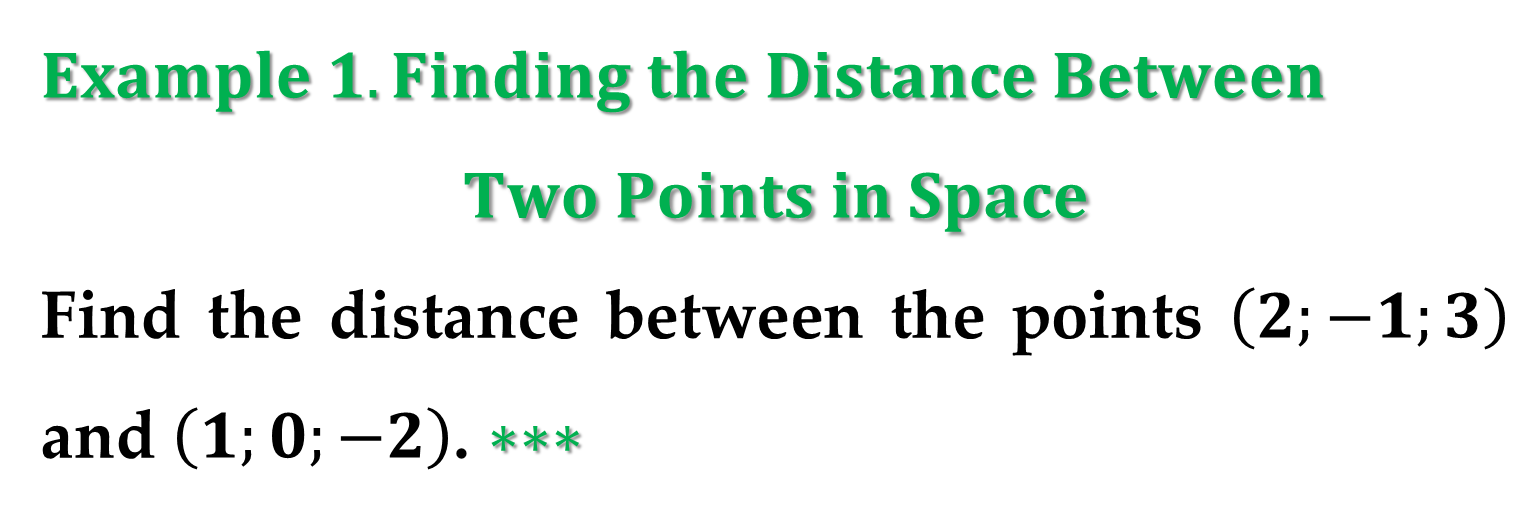 Example 1. Finding the Distance Between
Two Points in Space
Find the distance between the points (2; −1; 3)
and (1; 0; −2). ***